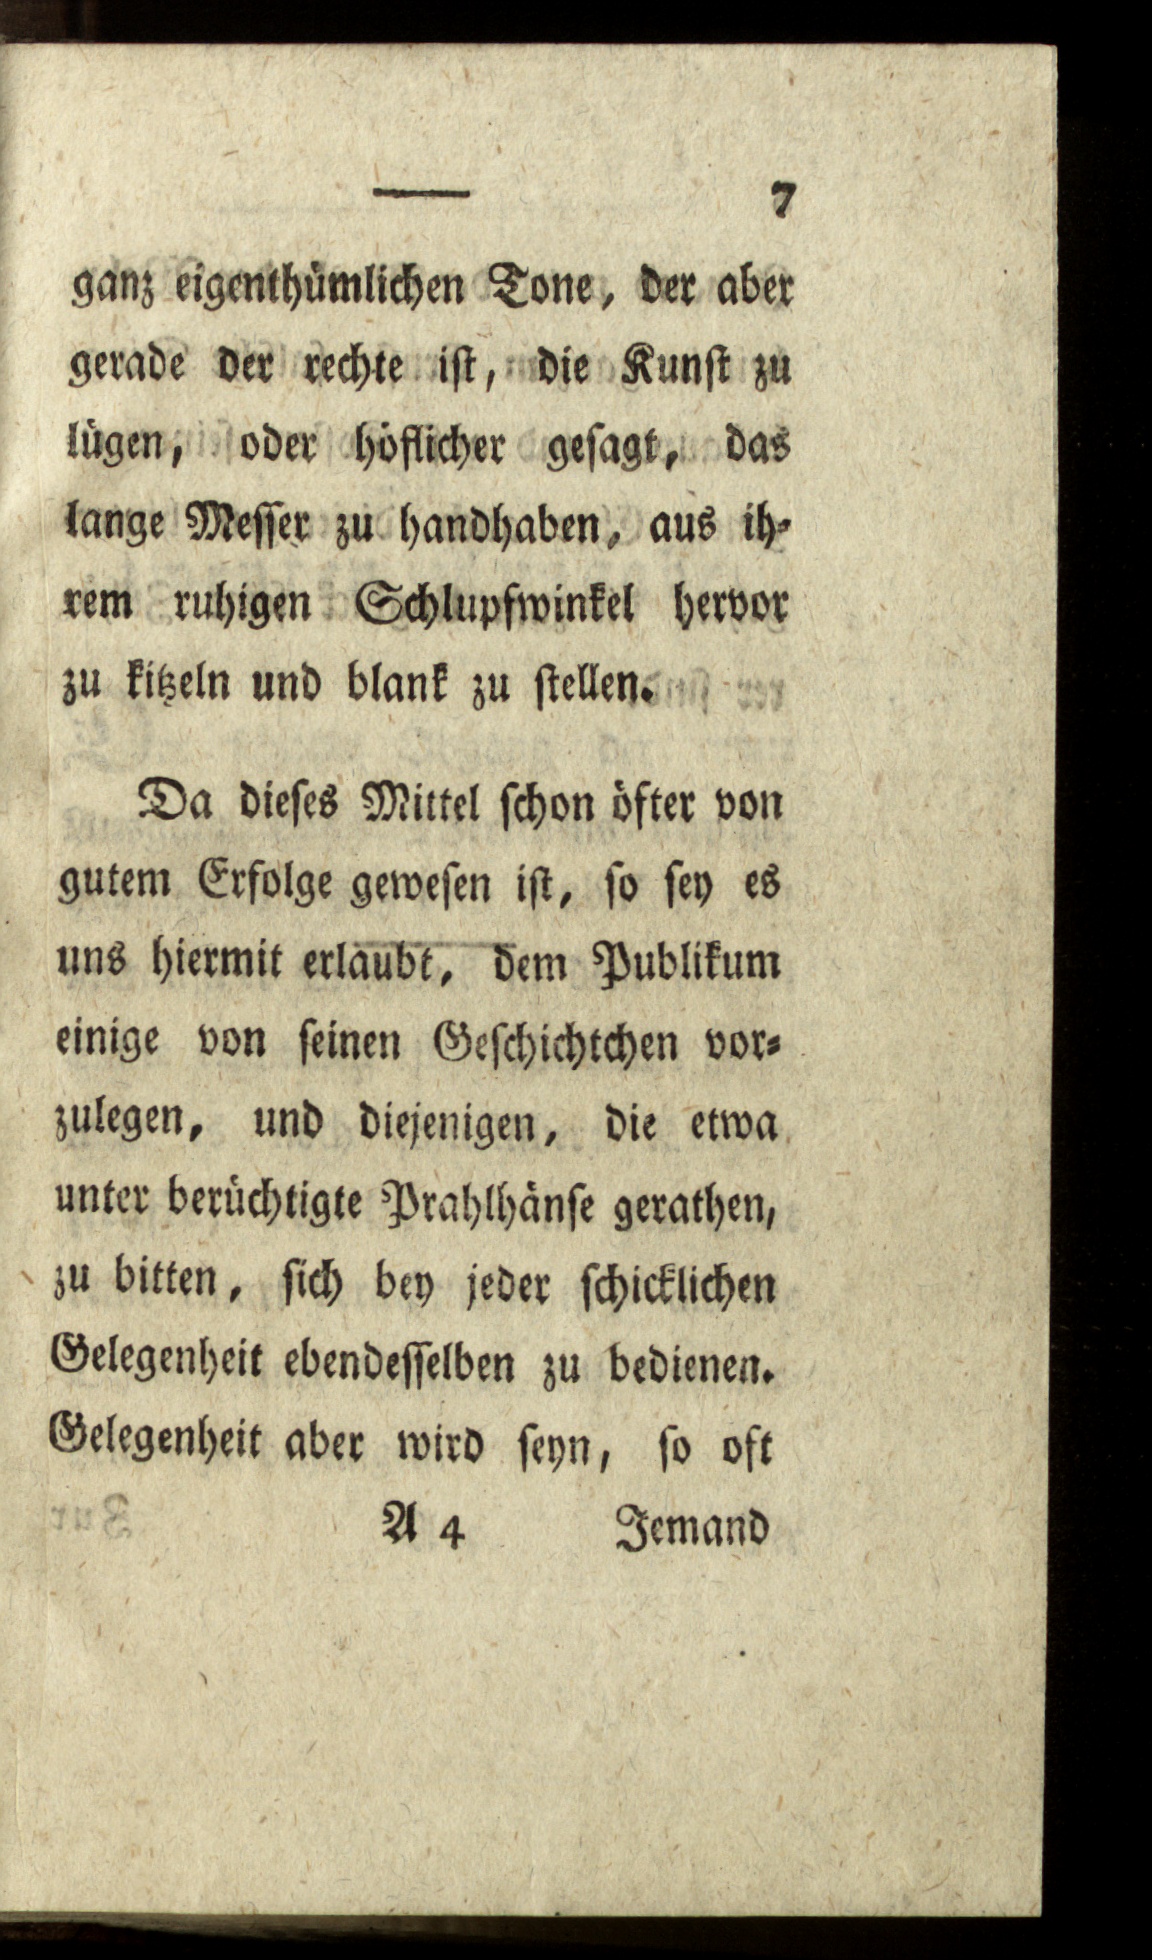 7
ganz eigenthümlichen Tone, der aber
gerade der rechte ist, die Kunst zu
lügen, oder höflicher gesagt, das
lange Messer zu handhaben, aus ih-
rem ruhigen Schlupfwinkel hervor
zu kitzeln und blank zu stellen.
Da dieses Mittel schon öfter von
gutem Erfolge gewesen ist, so sey es
uns hiermit erlaubt, dem Publikum
einige von seinen Geschichtchen vor-
zulegen, und diejenigen, die etwa
unter berüchtigte Prahlhänse gerathen,
zu bitten, sich bey jeder schicklichen
Gelegenheit ebendesselben zu bedienen.
Gelegenheit aber wird seyn, so oft
A 4 Jemand